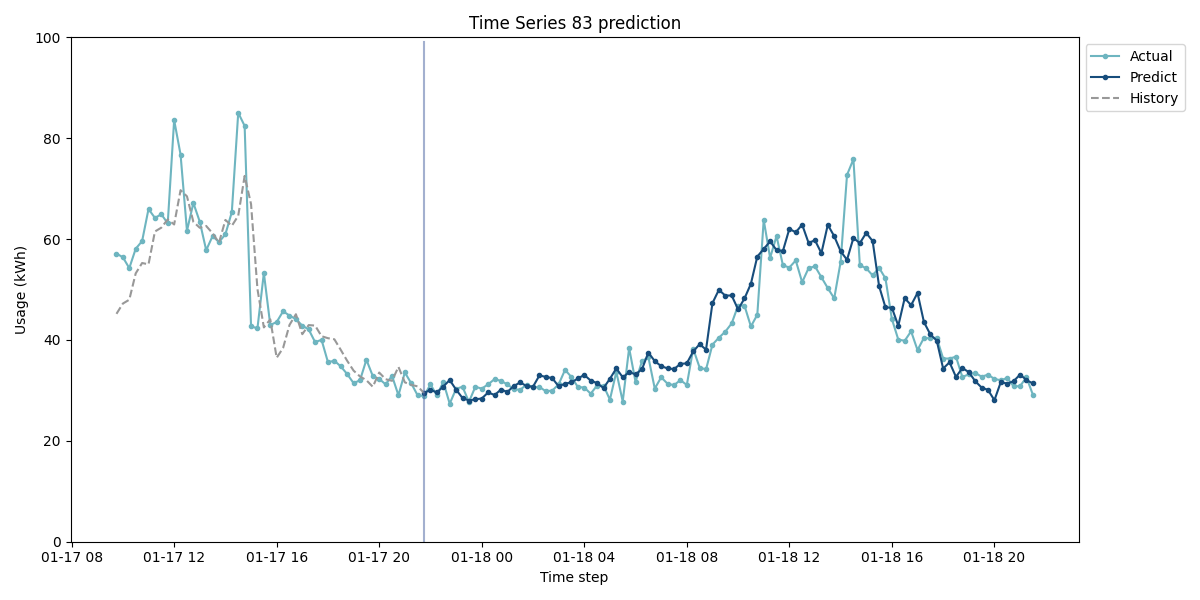 Time Series 83 prediction
100
80
60
40
20
0
Usage (kWh)
01-17 08
01-17 12
01-17 16
01-17 20
01-18 00
01-18 04
01-18 08
01-18 12
01-18 16
01-18 20
Time step
Actual
Predict
History